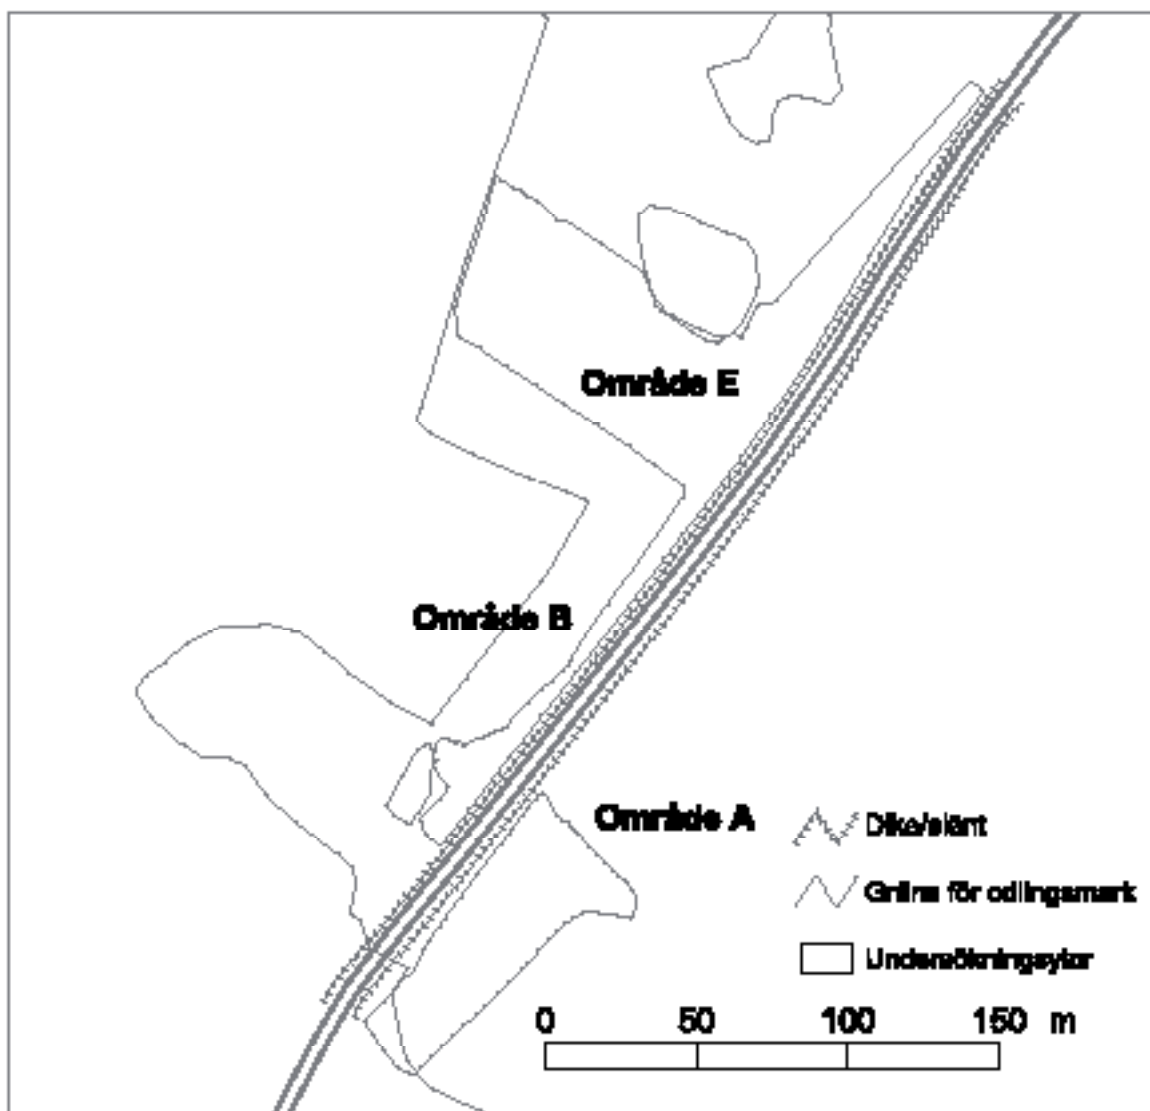 Område E
Område B
Område A
Dike/slänt
Gräns för odlingsmark
Undersökningsytor
0 50 100 150 m